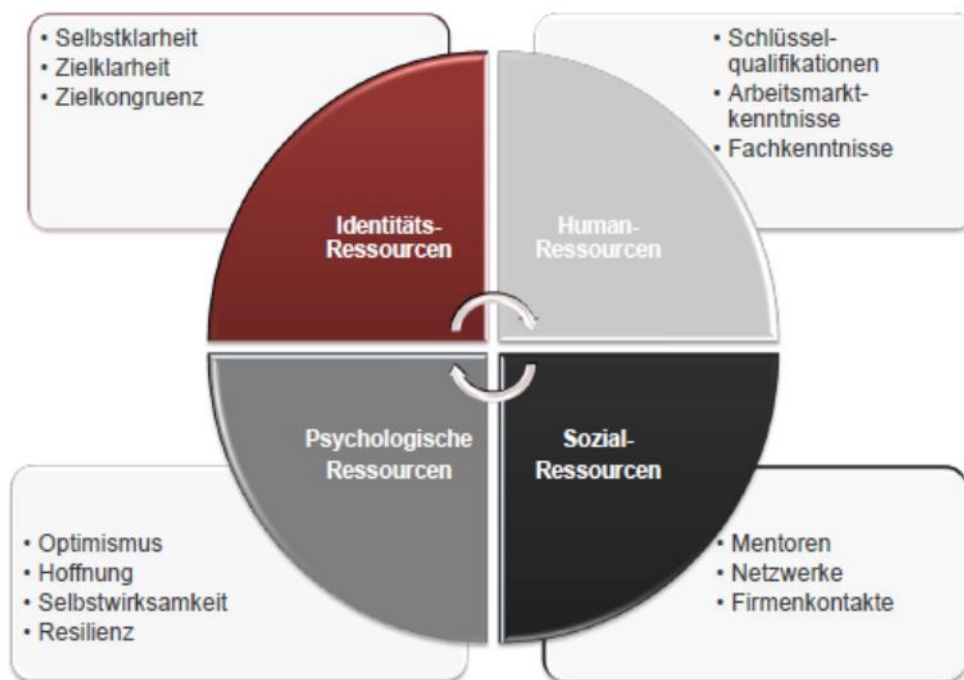 • Selbstklarheit
• Zielklarheit
• Zielkongruenz
• Schlüssel-
qualifikationen
• Arbeitsmarkt-
kenntnisse
• Fachkenntnisse
Identitäts-
Ressourcen
Human-
Ressourcen
Psychologische
Ressourcen
Sozial-
Ressourcen
• Optimismus
• Hoffnung
• Selbstwirksamkeit
• Resilienz
• Mentoren
• Netzwerke
• Firmenkontakte